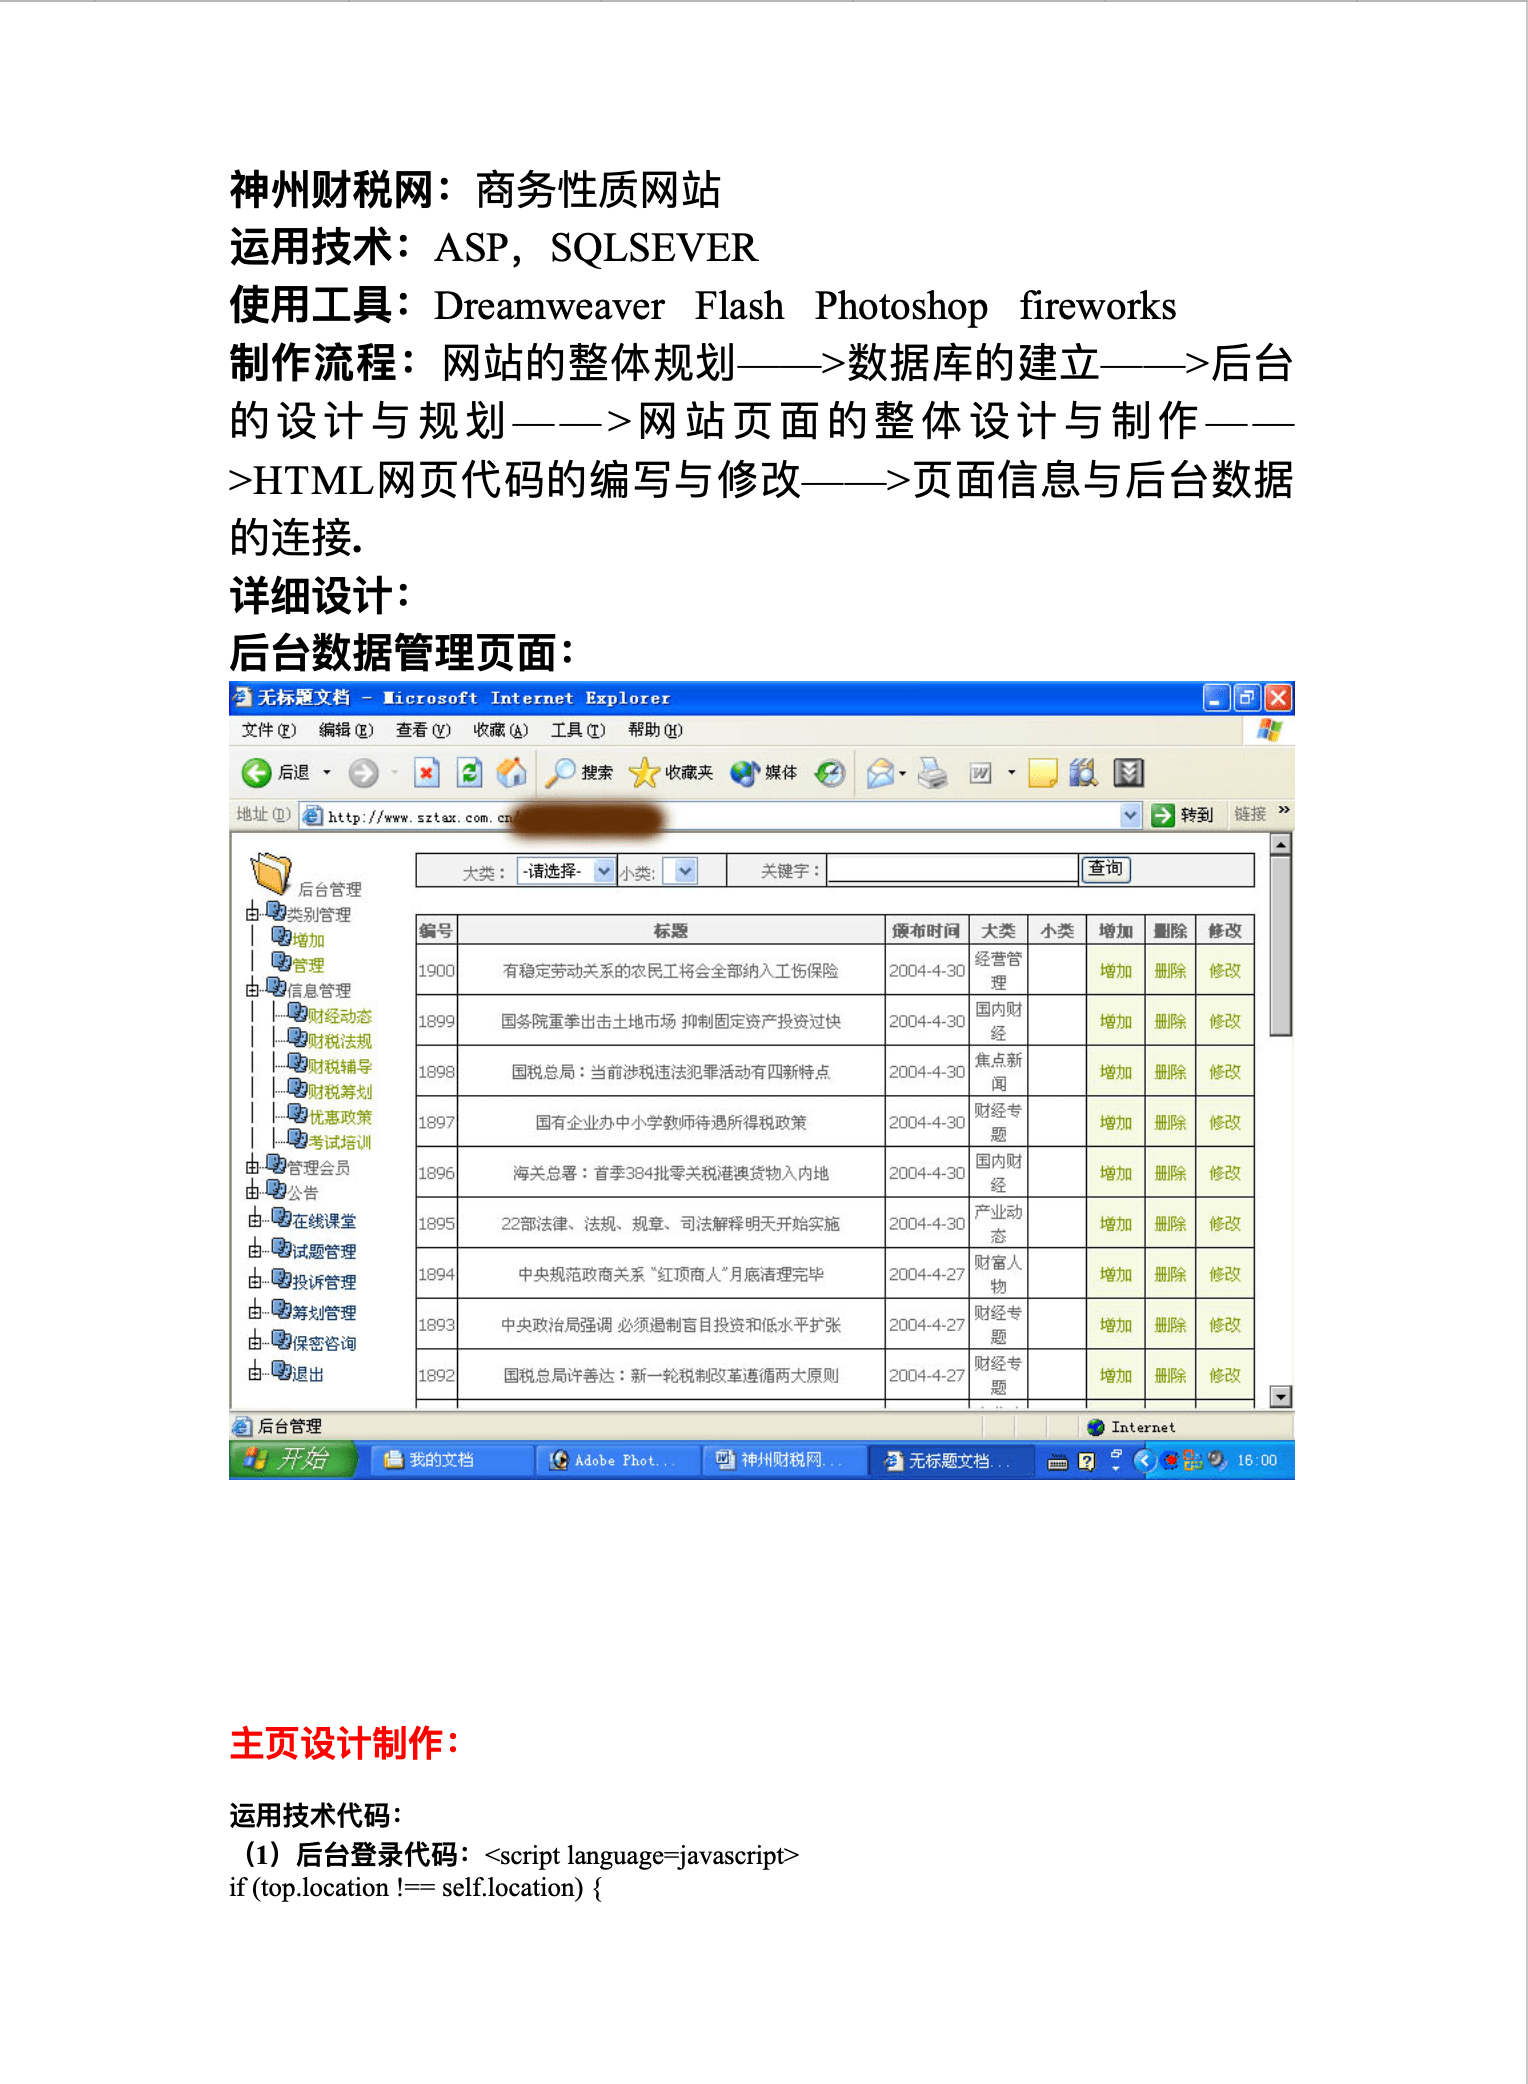 神州财税网：商务性质网站
运用技术：ASP，SQLSEVER
使用工具：Dreamweaver Flash Photoshop fireworks
制作流程：网站的整体规划——>数据库的建立——>后台
的设计与规划——>网站页面的整体设计与制作——
>HTML网页代码的编写与修改——>页面信息与后台数据
的连接.
详细设计：
后台数据管理页面：
无标题文档 - Microsoft Internet Explorer
文件(F) 编辑(E) 查看(V) 收藏(A) 工具(T) 帮助(H)
后退 搜索 收藏夹 媒体
地址(D) http://www.sztax.com.cn/ 转到 链接 »
后台管理
类别管理
增加
管理
信息管理
财经动态
财税法规
财税辅导
财税筹划
优惠政策
考试培训
管理会员
公告
在线课堂
试题管理
投诉管理
筹划管理
保密咨询
退出
大类： -请选择- 小类: 关键字： 查询
编号 标题 颁布时间 大类 小类 增加 删除 修改
1900 有稳定劳动关系的农民工将会全部纳入工伤保险 2004-4-30 经营管理 增加 删除 修改
1899 国务院重拳出击土地市场 抑制固定资产投资过快 2004-4-30 国内财经 增加 删除 修改
1898 国税总局：当前涉税违法犯罪活动有四新特点 2004-4-30 焦点新闻 增加 删除 修改
1897 国有企业办中小学教师待遇所得税政策 2004-4-30 财经专题 增加 删除 修改
1896 海关总署：首季384批零关税港澳货物入内地 2004-4-30 国内财经 增加 删除 修改
1895 22部法律、法规、规章、司法解释明天开始实施 2004-4-30 产业动态 增加 删除 修改
1894 中央规范政商关系 “红顶商人”月底清理完毕 2004-4-27 财富人物 增加 删除 修改
1893 中央政治局强调 必须遏制盲目投资和低水平扩张 2004-4-27 财经专题 增加 删除 修改
1892 国税总局许善达：新一轮税制改革遵循两大原则 2004-4-27 财经专题 增加 删除 修改
后台管理 Internet
开始 我的文档 Adobe Phot... 神州财税网... 无标题文档... 16:00
主页设计制作：
运用技术代码：
（1）后台登录代码：<script language=javascript>
if (top.location !== self.location) {